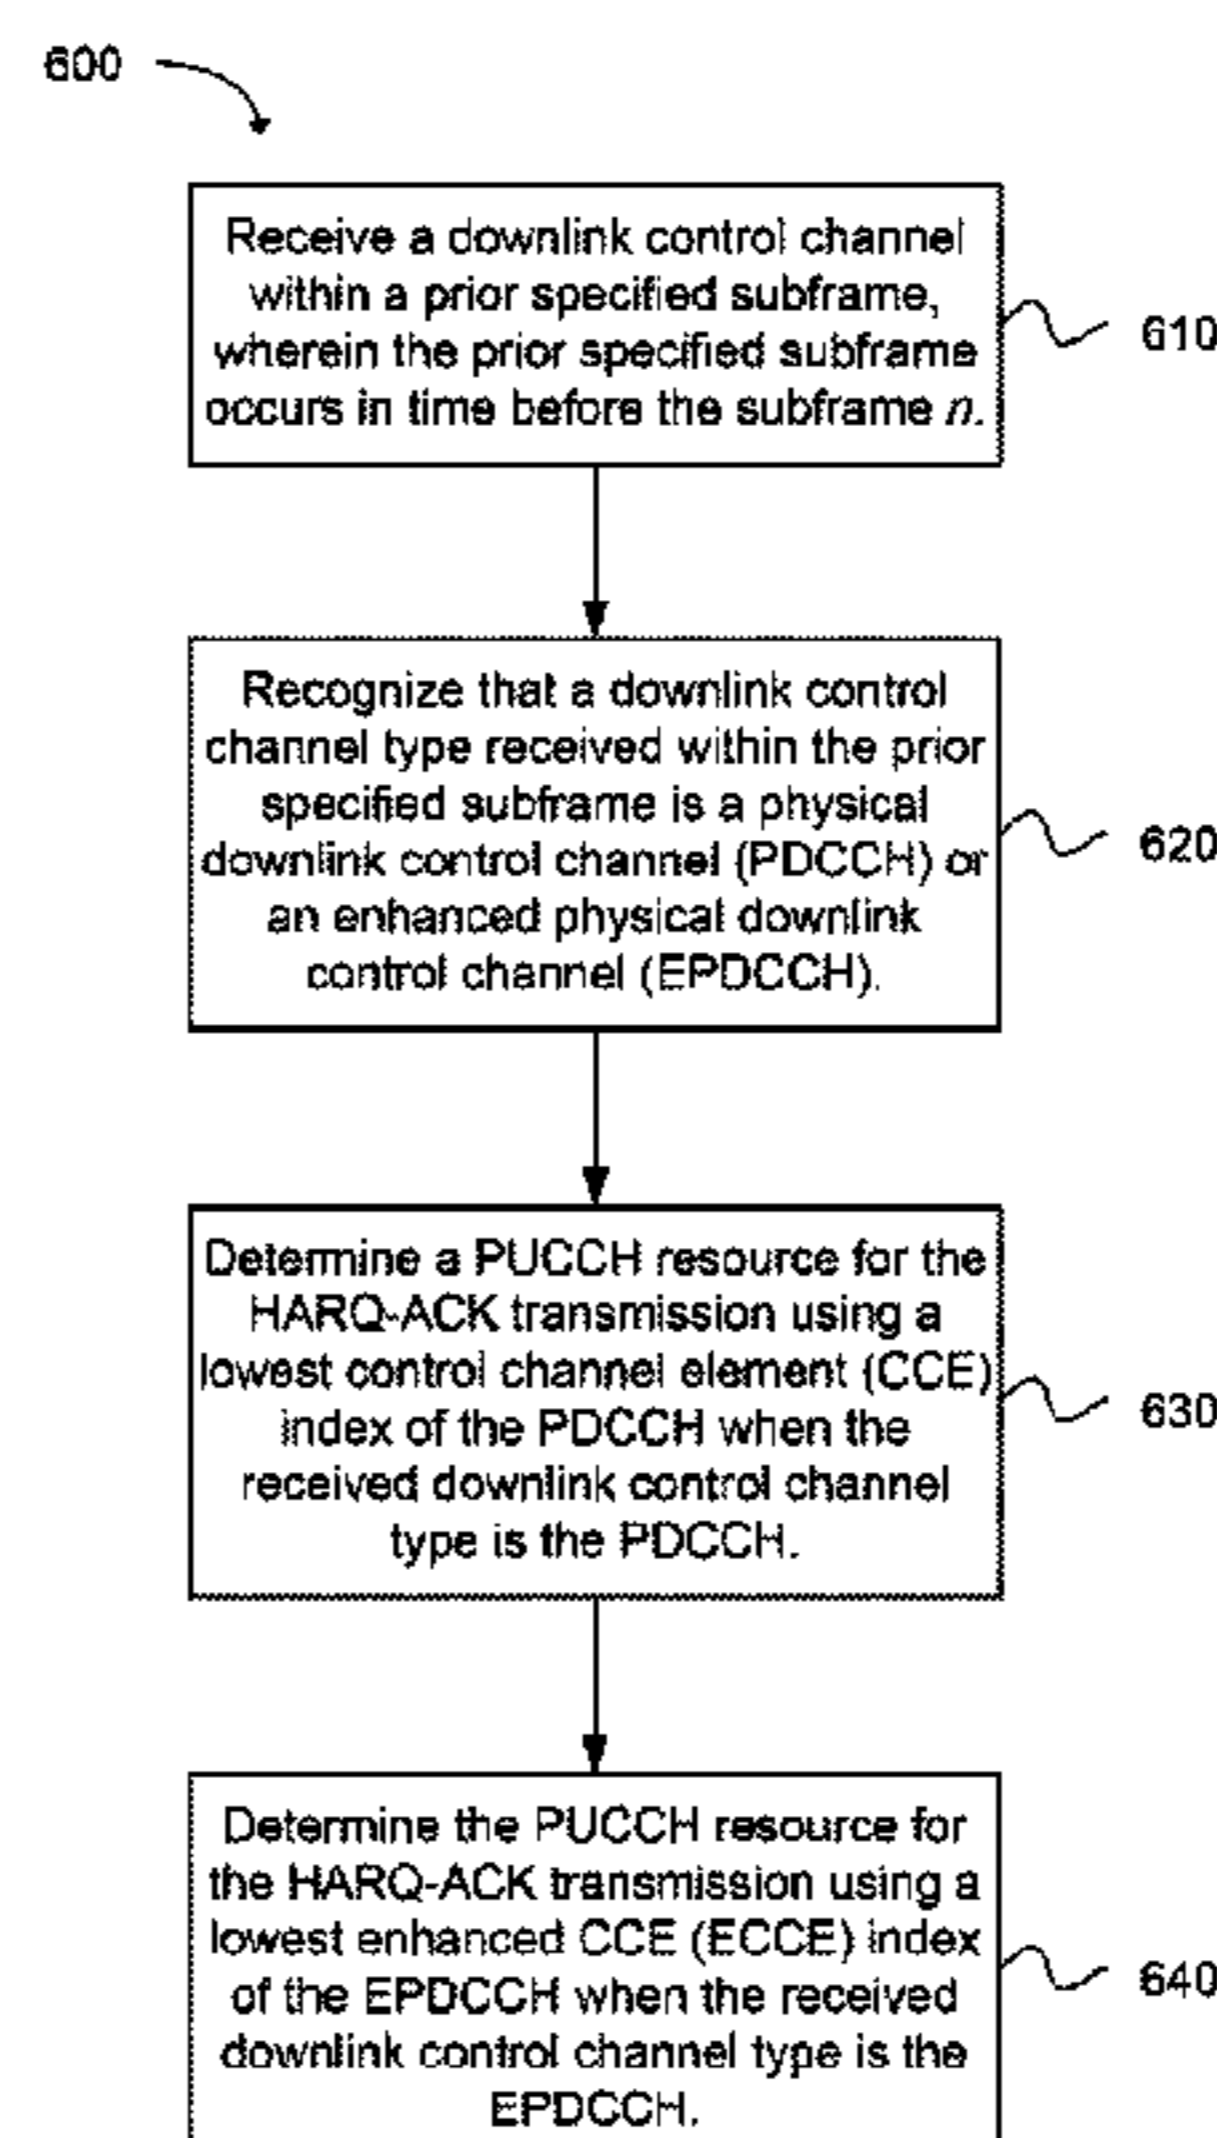 600
Receive a downlink control channel
within a prior specified subframe,
wherein the prior specified subframe
occurs in time before the subframe n.
610
Recognize that a downlink control
channel type received within the prior
specified subframe is a physical
downlink control channel (PDCCH) or
an enhanced physical downlink
control channel (EPDCCH).
620
Determine a PUCCH resource for the
HARQ-ACK transmission using a
lowest control channel element (CCE)
index of the PDCCH when the
received downlink control channel
type is the PDCCH.
630
Determine the PUCCH resource for
the HARQ-ACK transmission using a
lowest enhanced CCE (ECCE) index
of the EPDCCH when the received
downlink control channel type is the
EPDCCH.
640